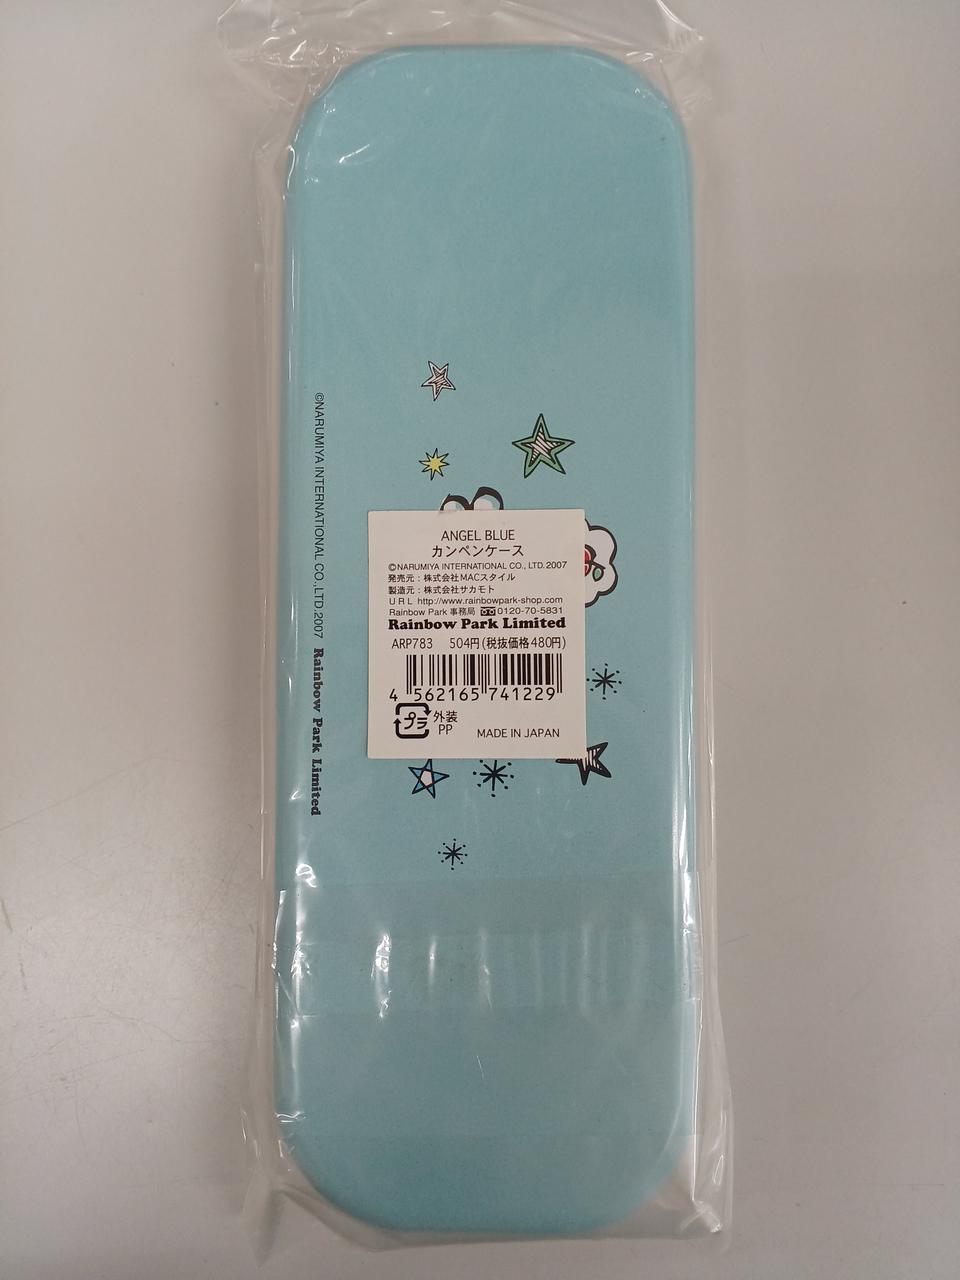 ANGEL BLUE
カンペンケース
©NARUMIYA INTERNATIONAL CO., LTD. 2007
発売元：株式会社MACスタイル
製造元：株式会社サカモト
URL http://www.rainbowpark-shop.com
Rainbow Park 事務局 0120-70-5831
Rainbow Park Limited
ARP783 504円(税抜価格480円)
4 562165 741229
プラ 外装
PP
MADE IN JAPAN
©NARUMIYA INTERNATIONAL CO.,LTD.2007 Rainbow Park Limited